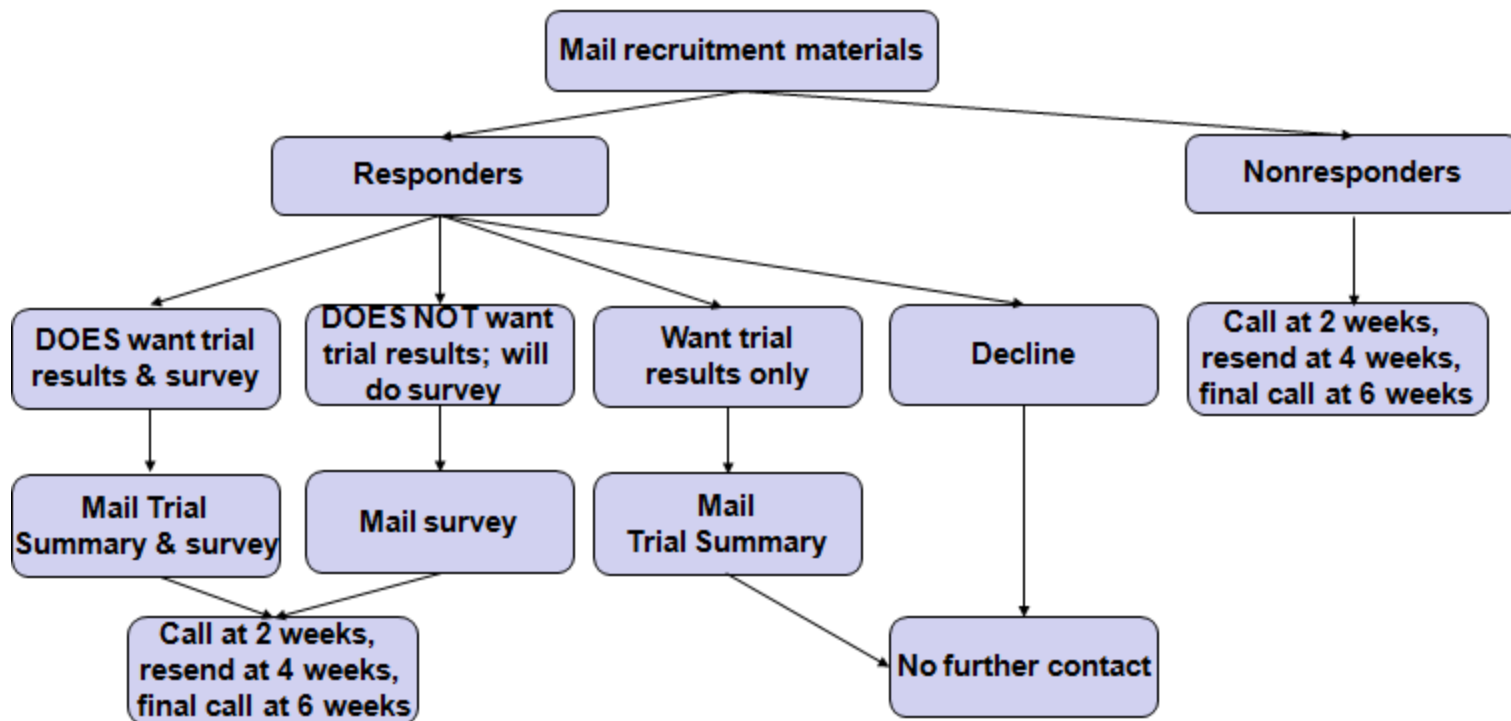 Mail recruitment materials
Responders
Nonresponders
DOES want trial
results & survey
DOES NOT want
trial results; will
do survey
Want trial
results only
Decline
Call at 2 weeks,
resend at 4 weeks,
final call at 6 weeks
Mail Trial
Summary & survey
Mail survey
Mail
Trial Summary
Call at 2 weeks,
resend at 4 weeks,
final call at 6 weeks
No further contact